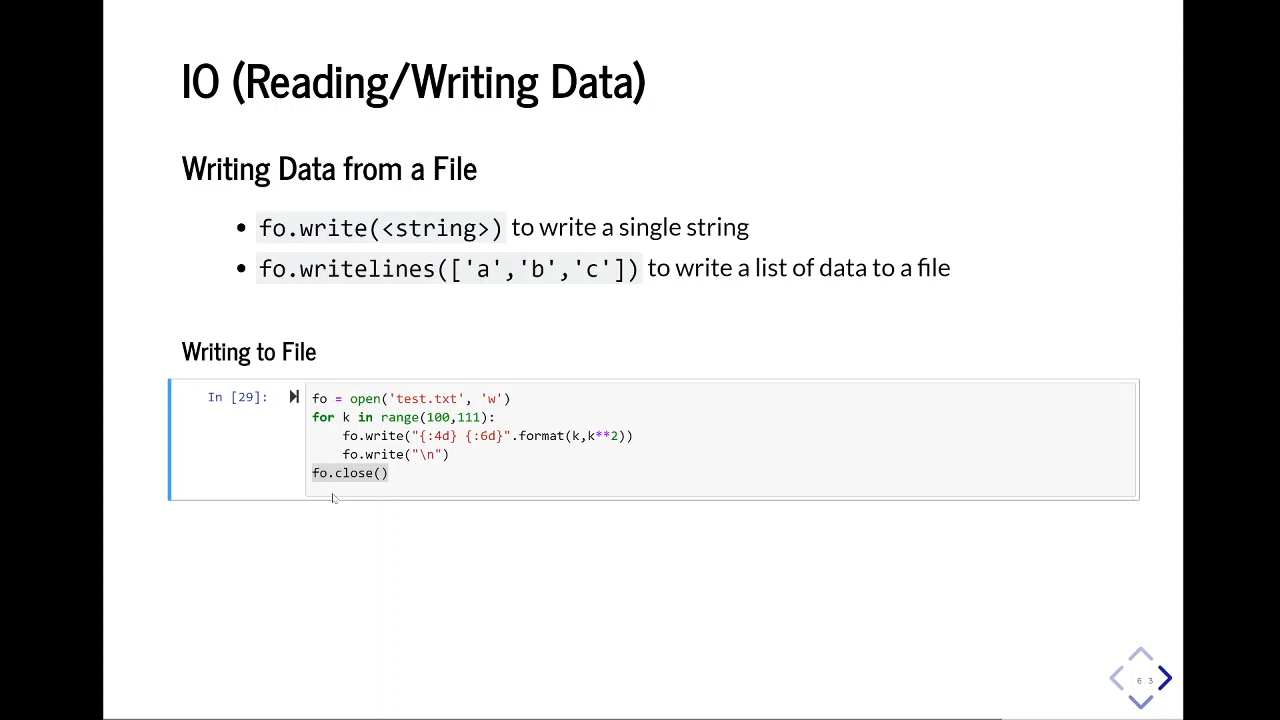 IO (Reading/Writing Data)
Writing Data from a File
• fo.write(<string>) to write a single string
• fo.writelines(['a','b','c']) to write a list of data to a file
Writing to File
In [29]:
fo = open('test.txt', 'w')
for k in range(100,111):
    fo.write("{:4d} {:6d}".format(k,k**2))
    fo.write("\n")
fo.close()
6.3